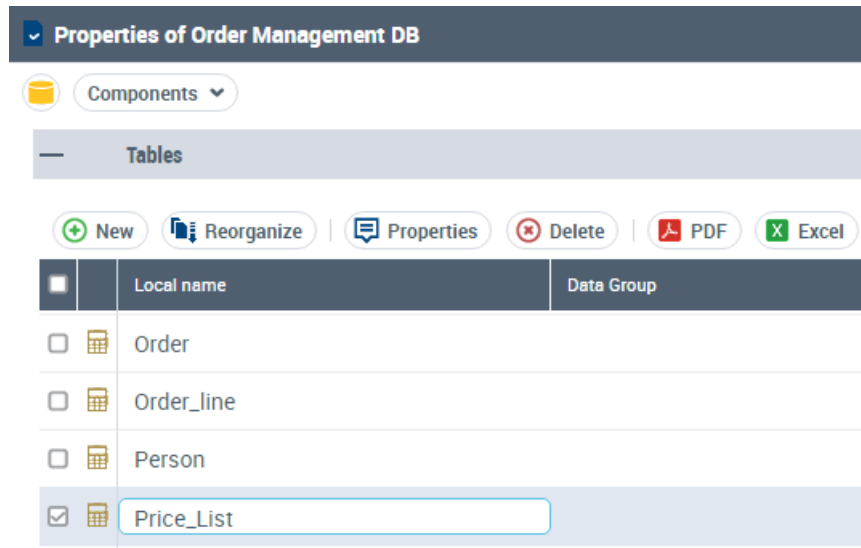 Properties of Order Management DB
Components
Tables
New Reorganize Properties Delete PDF Excel
Local name Data Group
Order
Order_line
Person
Price_List